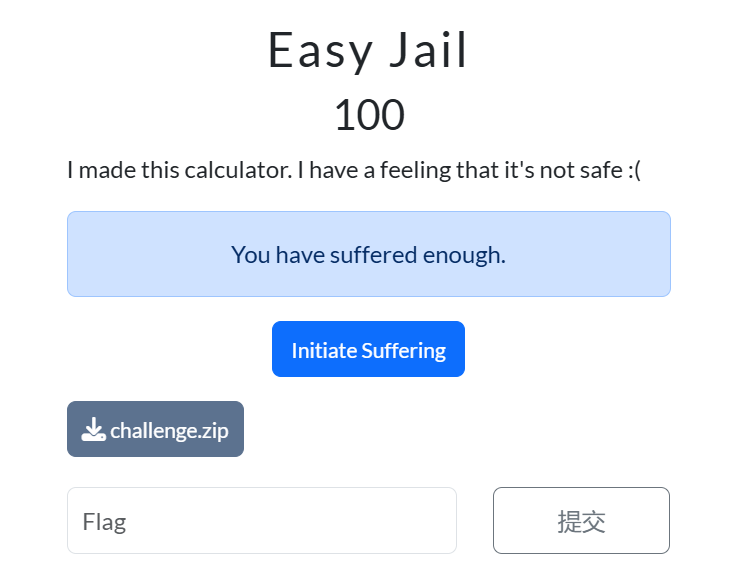 Easy Jail
100
I made this calculator. I have a feeling that it's not safe :(
You have suffered enough.
Initiate Suffering
challenge.zip
Flag
提交